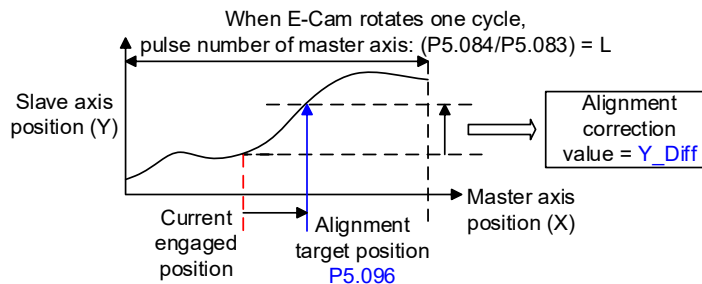 When E-Cam rotates one cycle,
pulse number of master axis: (P5.084/P5.083) = L
Slave axis
position (Y)
Alignment
correction
value = Y_Diff
Master axis
position (X)
Current
engaged
position
Alignment
target position
P5.096